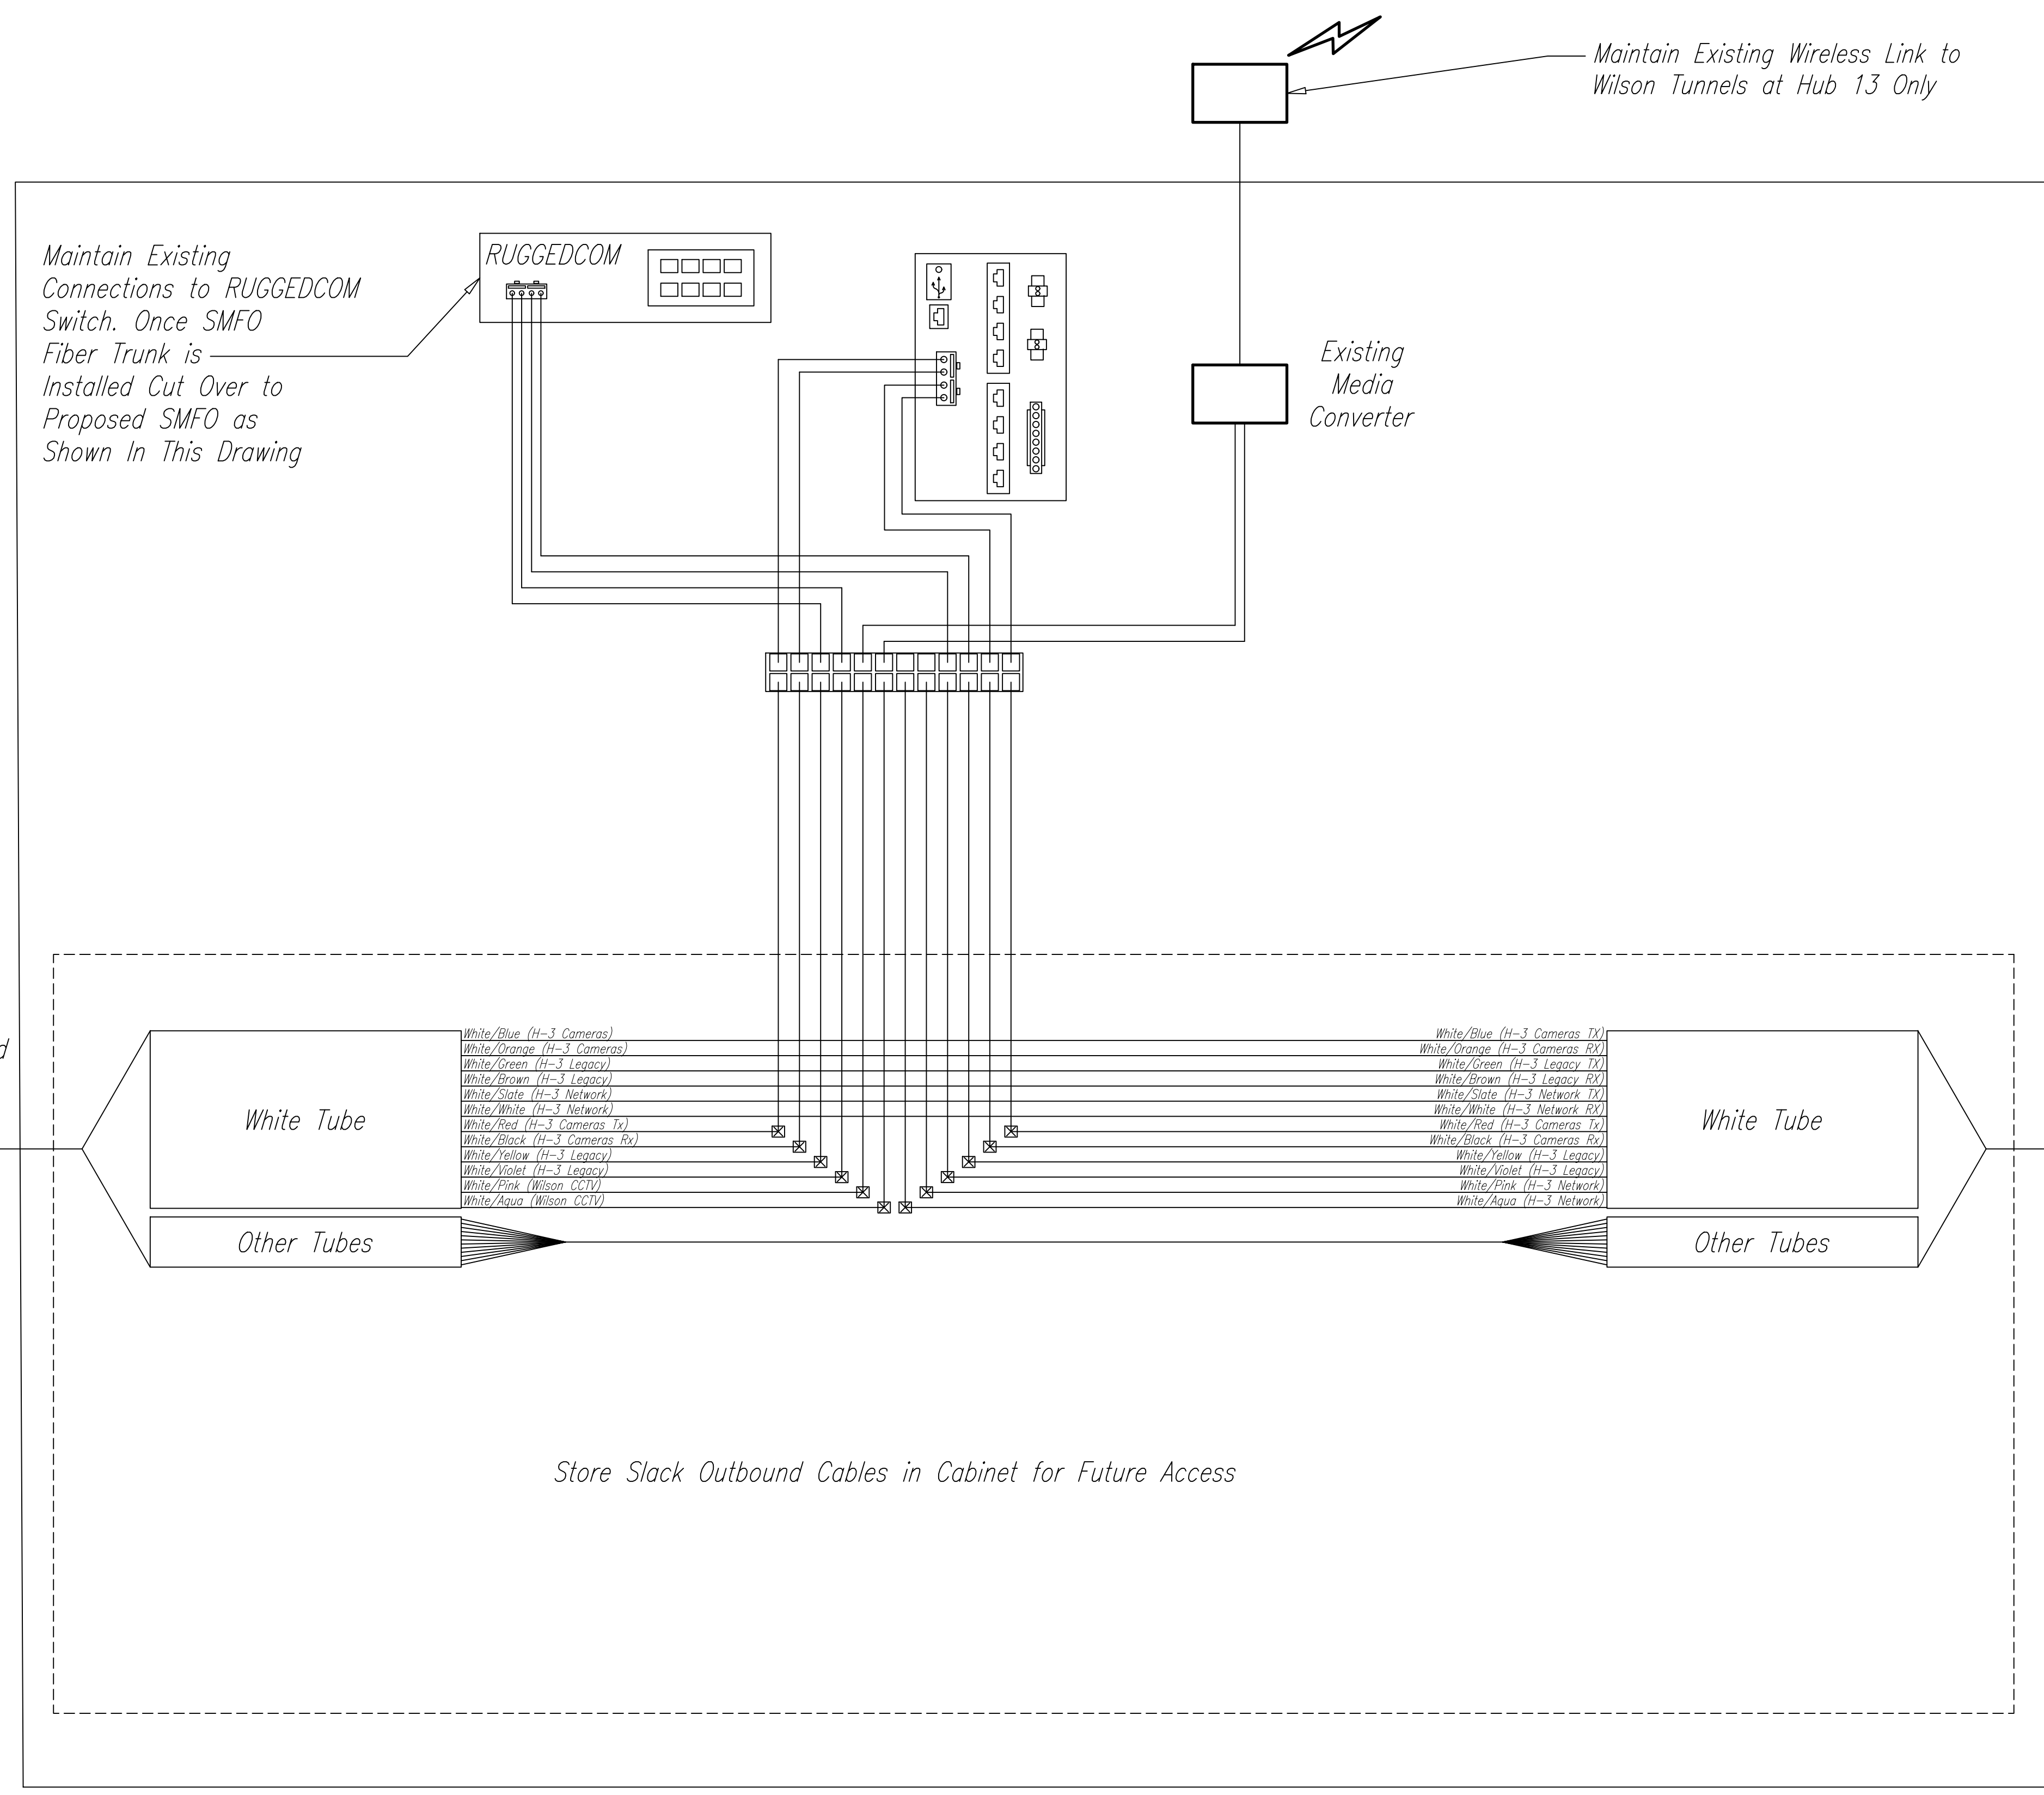 Maintain Existing Wireless Link to
Wilson Tunnels at Hub 13 Only
Maintain Existing
Connections to RUGGEDCOM
Switch. Once SMFO
Fiber Trunk is
Installed Cut Over to
Proposed SMFO as
Shown In This Drawing
RUGGEDCOM
Existing
Media
Converter
White/Blue (H-3 Cameras)
White/Orange (H-3 Cameras)
White/Green (H-3 Legacy)
White/Brown (H-3 Legacy)
White/Slate (H-3 Network)
White/White (H-3 Network)
White/Red (H-3 Cameras Tx)
White/Black (H-3 Cameras Rx)
White/Yellow (H-3 Legacy)
White/Violet (H-3 Legacy)
White/Pink (Wilson CCTV)
White/Aqua (Wilson CCTV)
White Tube
Other Tubes
White/Blue (H-3 Cameras TX)
White/Orange (H-3 Cameras RX)
White/Green (H-3 Legacy TX)
White/Brown (H-3 Legacy RX)
White/Slate (H-3 Network TX)
White/White (H-3 Network RX)
White/Red (H-3 Cameras Tx)
White/Black (H-3 Cameras Rx)
White/Yellow (H-3 Legacy)
White/Violet (H-3 Legacy)
White/Pink (H-3 Network)
White/Aqua (H-3 Network)
White Tube
Other Tubes
Store Slack Outbound Cables in Cabinet for Future Access